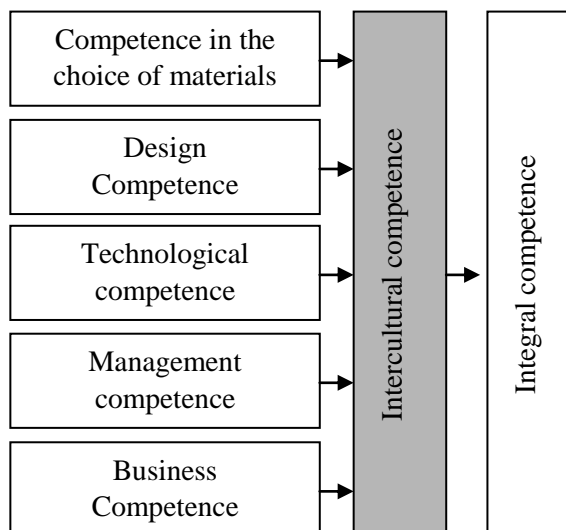 Competence in the
choice of materials
Design
Competence
Technological
competence
Management
competence
Business
Competence
Intercultural competence
Integral competence